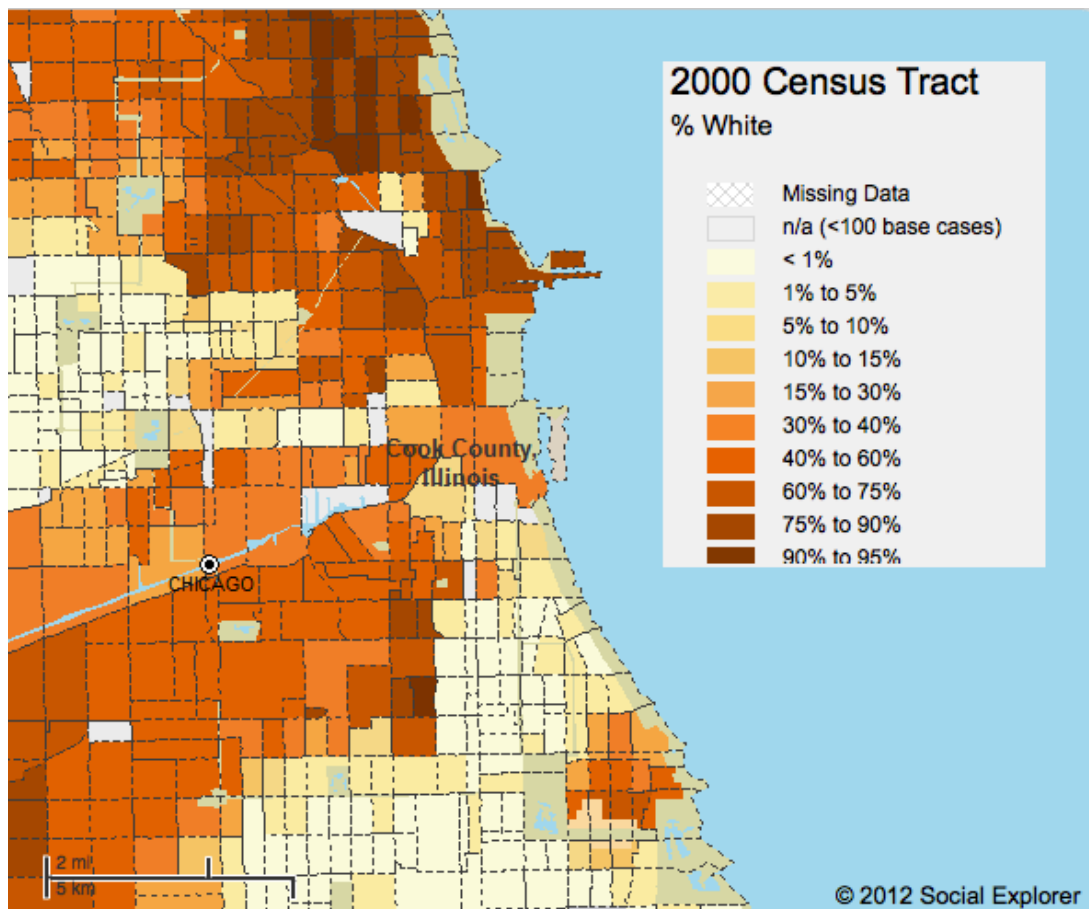 2000 Census Tract
% White
Missing Data
n/a (<100 base cases)
< 1%
1% to 5%
5% to 10%
10% to 15%
15% to 30%
30% to 40%
40% to 60%
60% to 75%
75% to 90%
90% to 95%
Cook County,
Illinois
CHICAGO
2 mi
5 km
© 2012 Social Explorer